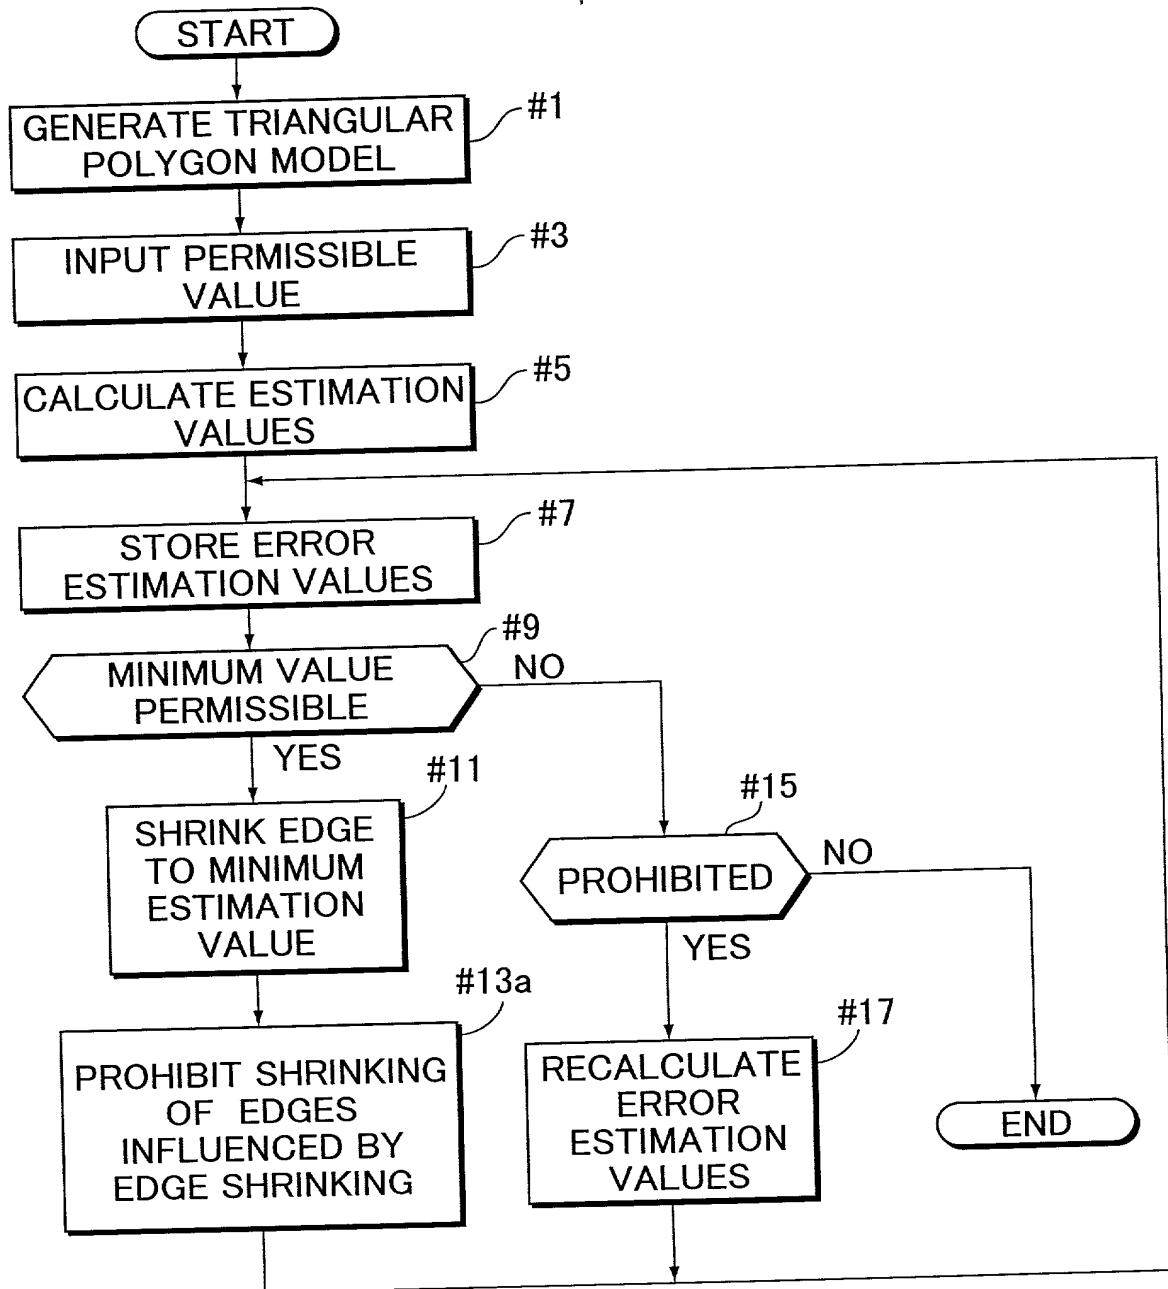 START
#1
GENERATE TRIANGULAR
POLYGON MODEL
#3
INPUT PERMISSIBLE
VALUE
#5
CALCULATE ESTIMATION
VALUES
#7
STORE ERROR
ESTIMATION VALUES
#9
MINIMUM VALUE
PERMISSIBLE
NO
YES
#11
SHRINK EDGE
TO MINIMUM
ESTIMATION
VALUE
#15
PROHIBITED
NO
YES
#13a
PROHIBIT SHRINKING
OF EDGES
INFLUENCED BY
EDGE SHRINKING
#17
RECALCULATE
ERROR
ESTIMATION
VALUES
END